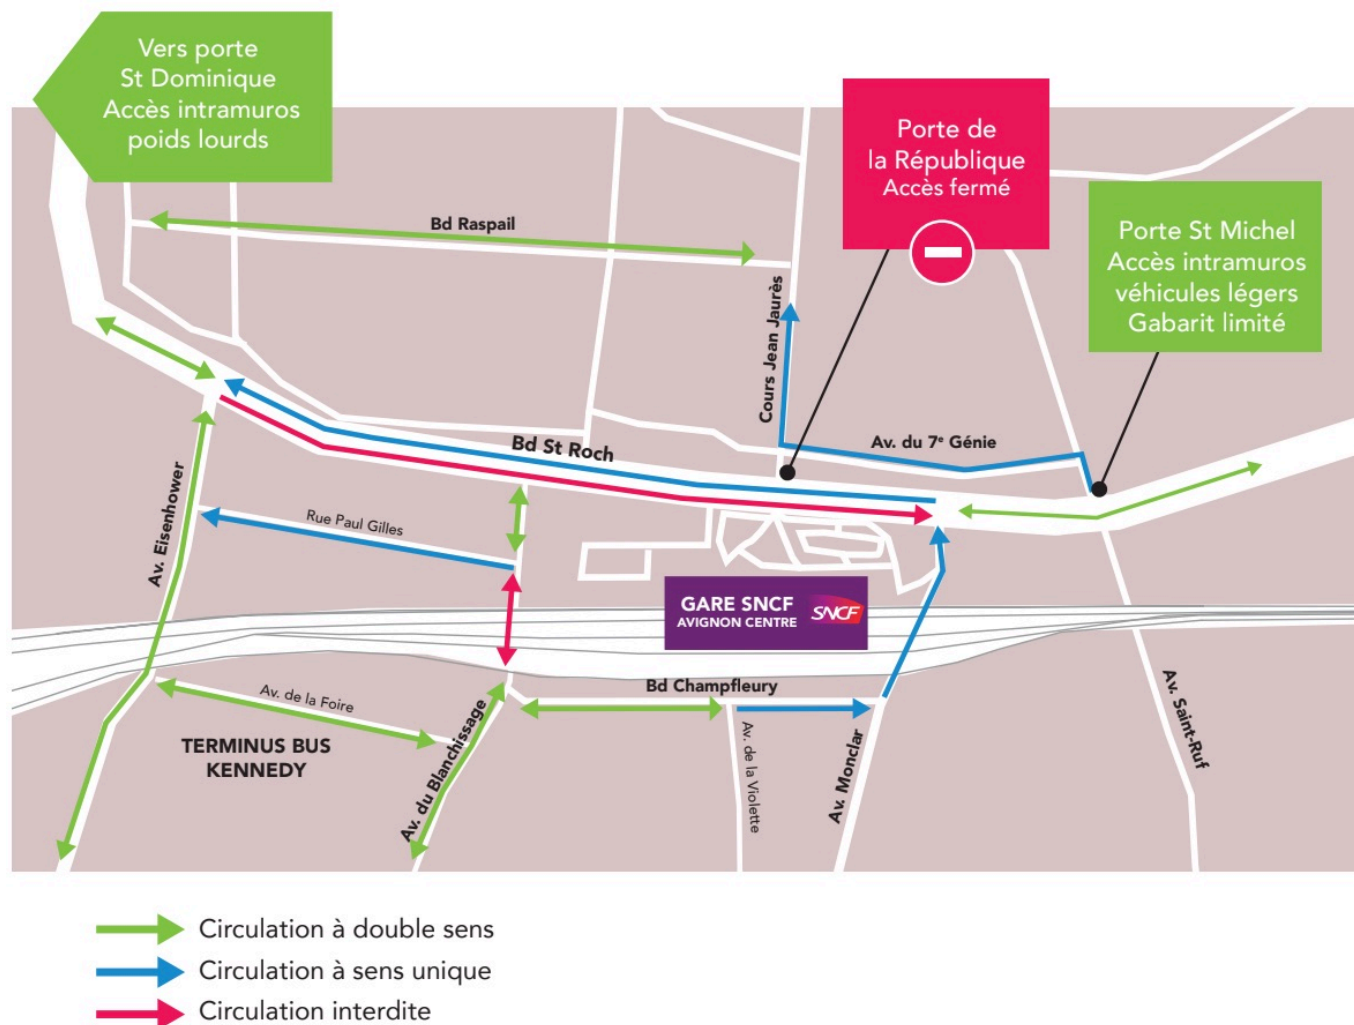 Vers porte
St Dominique
Accès intramuros
poids lourds
Porte de
la République
Accès fermé
Porte St Michel
Accès intramuros
véhicules légers
Gabarit limité
Bd Raspail
Cours Jean Jaurès
Av. du 7e Génie
Bd St Roch
Av. Eisenhower
Rue Paul Gilles
GARE SNCF
AVIGNON CENTRE
SNCF
Bd Champfleury
Av. de la Foire
TERMINUS BUS
KENNEDY
Av. du Blanchissage
Av. de la Violette
Av. Monclar
Av. Saint-Ruf
Circulation à double sens
Circulation à sens unique
Circulation interdite